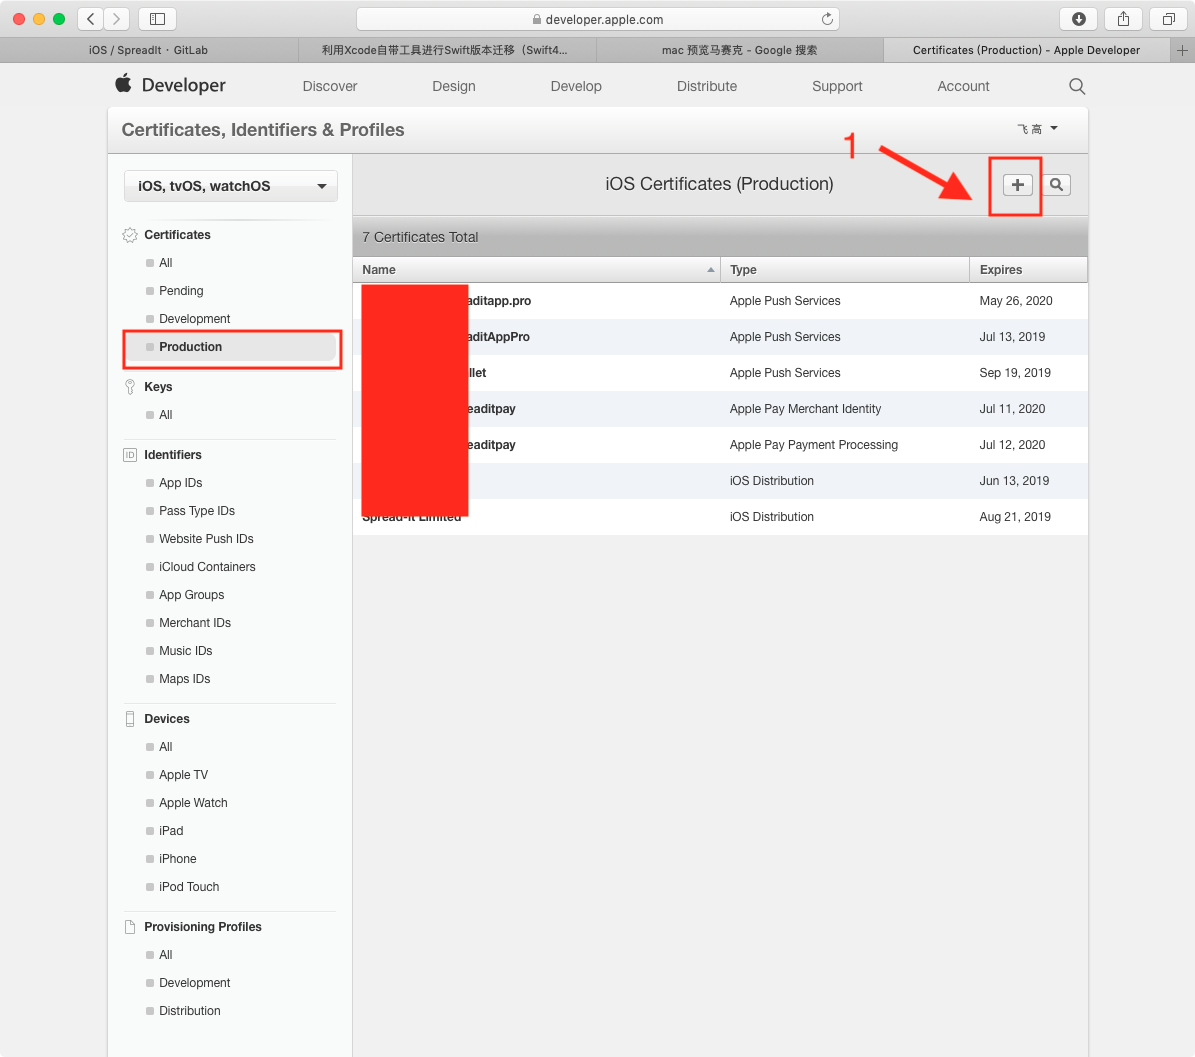 developer.apple.com
iOS / SpreadIt · GitLab
利用Xcode自带工具进行Swift版本迁移（Swift4...
mac 预览马赛克 - Google 搜索
Certificates (Production) - Apple Developer
Developer
Discover
Design
Develop
Distribute
Support
Account
Certificates, Identifiers & Profiles
飞 高
1
iOS, tvOS, watchOS
iOS Certificates (Production)
Certificates
All
Pending
Development
Production
Keys
All
Identifiers
ID
App IDs
Pass Type IDs
Website Push IDs
iCloud Containers
App Groups
Merchant IDs
Music IDs
Maps IDs
Devices
All
Apple TV
Apple Watch
iPad
iPhone
iPod Touch
Provisioning Profiles
All
Development
Distribution
7 Certificates Total
Name Type Expires
aditapp.pro Apple Push Services May 26, 2020
aditAppPro Apple Push Services Jul 13, 2019
llet Apple Push Services Sep 19, 2019
eaditpay Apple Pay Merchant Identity Jul 11, 2020
eaditpay Apple Pay Payment Processing Jul 12, 2020
iOS Distribution Jun 13, 2019
Spread-it Limited iOS Distribution Aug 21, 2019